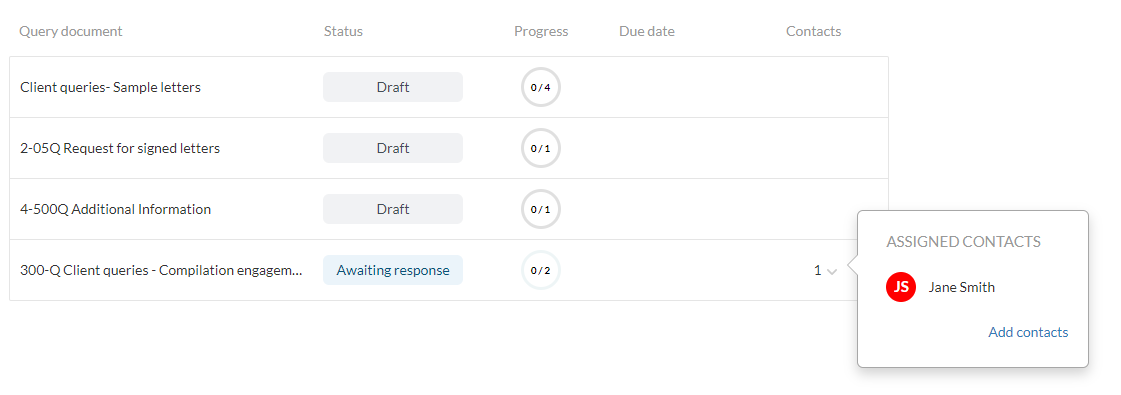 Query document Status Progress Due date Contacts
Client queries- Sample letters Draft 0/4
2-05Q Request for signed letters Draft 0/1
4-500Q Additional Information Draft 0/1
300-Q Client queries - Compilation engagem... Awaiting response 0/2 1
ASSIGNED CONTACTS
JS Jane Smith
Add contacts